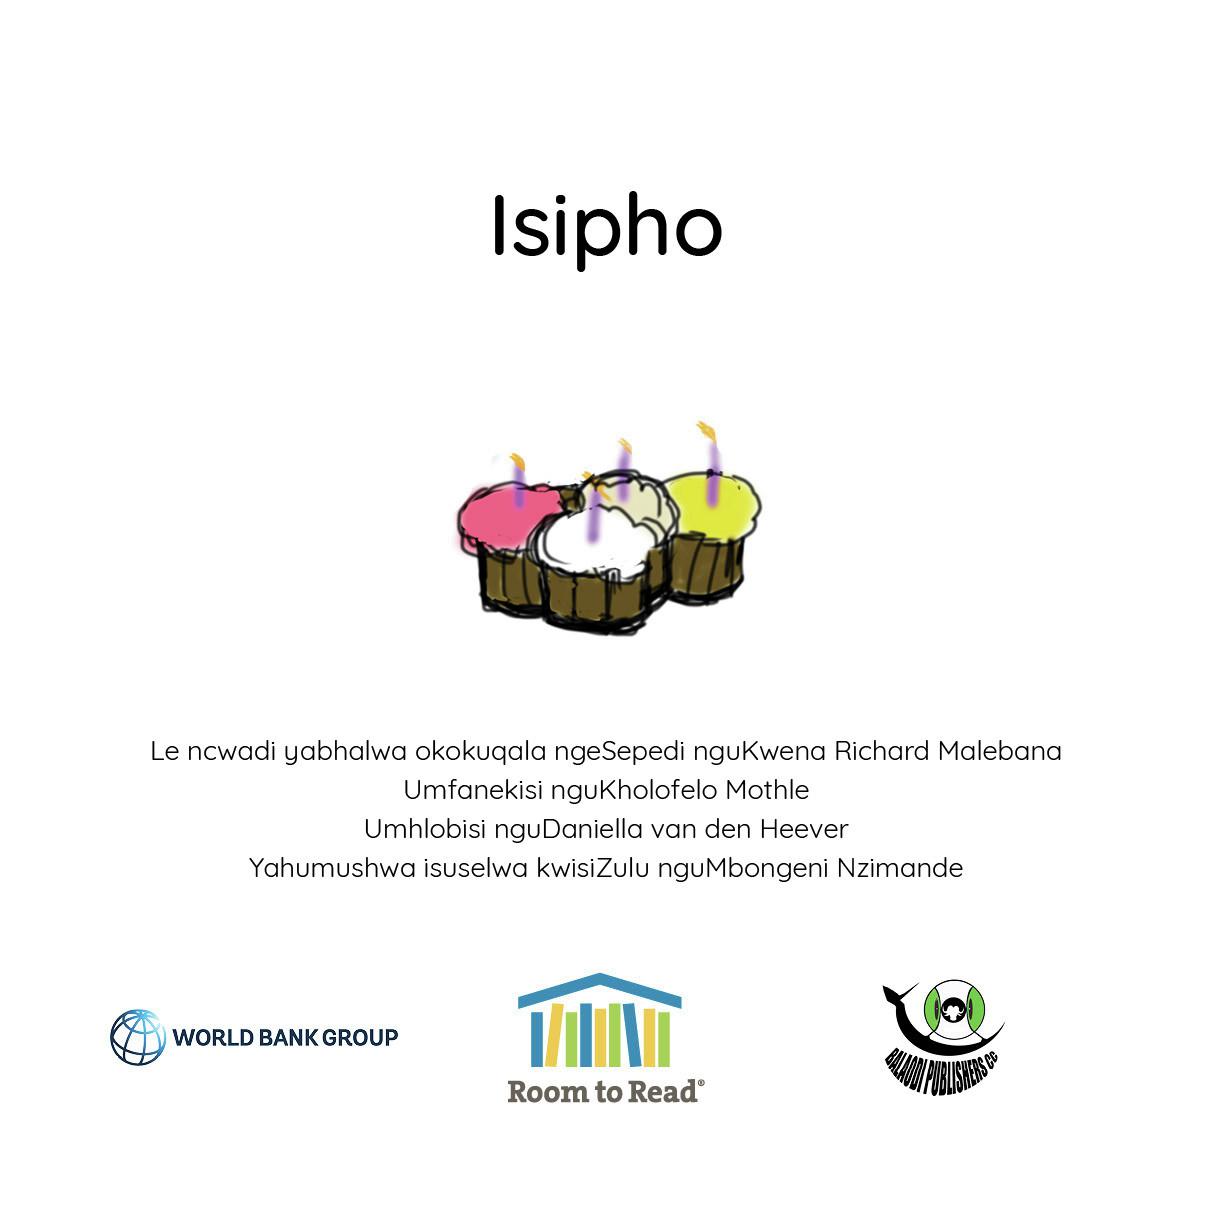 Isipho
Le ncwadi yabhalwa okokuqala ngeSepedi nguKwena Richard Malebana
Umfanekisi nguKholofelo Mothle
Umhlobisi nguDaniella van den Heever
Yahumushwa isuselwa kwisiZulu nguMbongeni Nzimande
WORLD BANK GROUP
Room to Read®
BALAODI PUBLISHERS CC